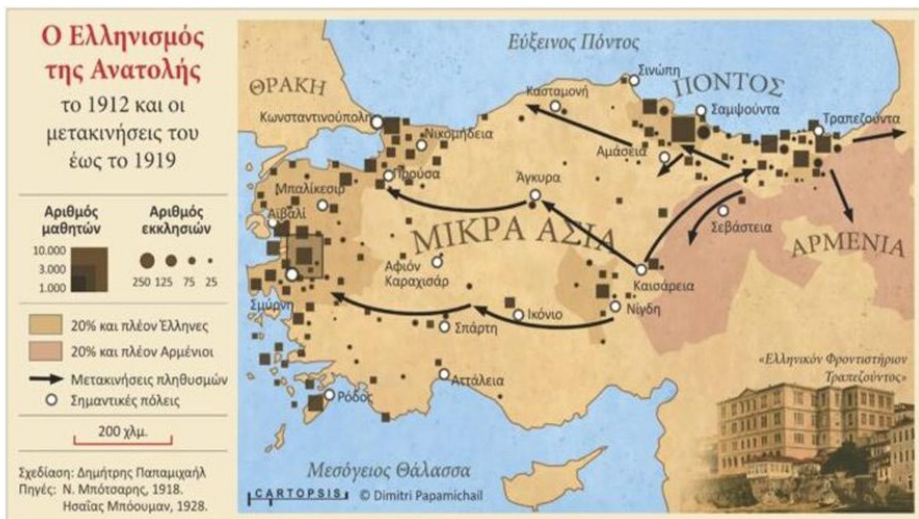 Ο Ελληνισμός
της Ανατολής
το 1912 και οι
μετακινήσεις του
έως το 1919
Αριθμός
μαθητών
Αριθμός
εκκλησιών
10.000
3.000
1.000
250 125 75 25
20% και πλέον Έλληνες
20% και πλέον Αρμένιοι
Μετακινήσεις πληθυσμών
Σημαντικές πόλεις
200 χλμ.
Σχεδίαση: Δημήτρης Παπαμιχαήλ
Πηγές: Ν. Μπότσαρης, 1918.
Ησαΐας Μπόουμαν, 1928.
Εύξεινος Πόντος
ΘΡΑΚΗ
Κωνσταντινούπολη
Νικομήδεια
Προύσα
Μπαλίκεσιρ
Αϊβαλί
Σμύρνη
Κασταμονή
Σινώπη
ΠΟΝΤΟΣ
Σαμψούντα
Τραπεζούντα
Αμάσεια
Άγκυρα
ΜΙΚΡΑ ΑΣΙΑ
Σεβάστεια
ΑΡΜΕΝΙΑ
Αφιόν
Καραχισάρ
Καισάρεια
Νίγδη
Ικόνιο
Σπάρτη
Αττάλεια
Ρόδος
Μεσόγειος Θάλασσα
«Ελληνικόν Φροντιστήριον
Τραπεζούντος»
CARTOPSIS © Dimitri Papamichail